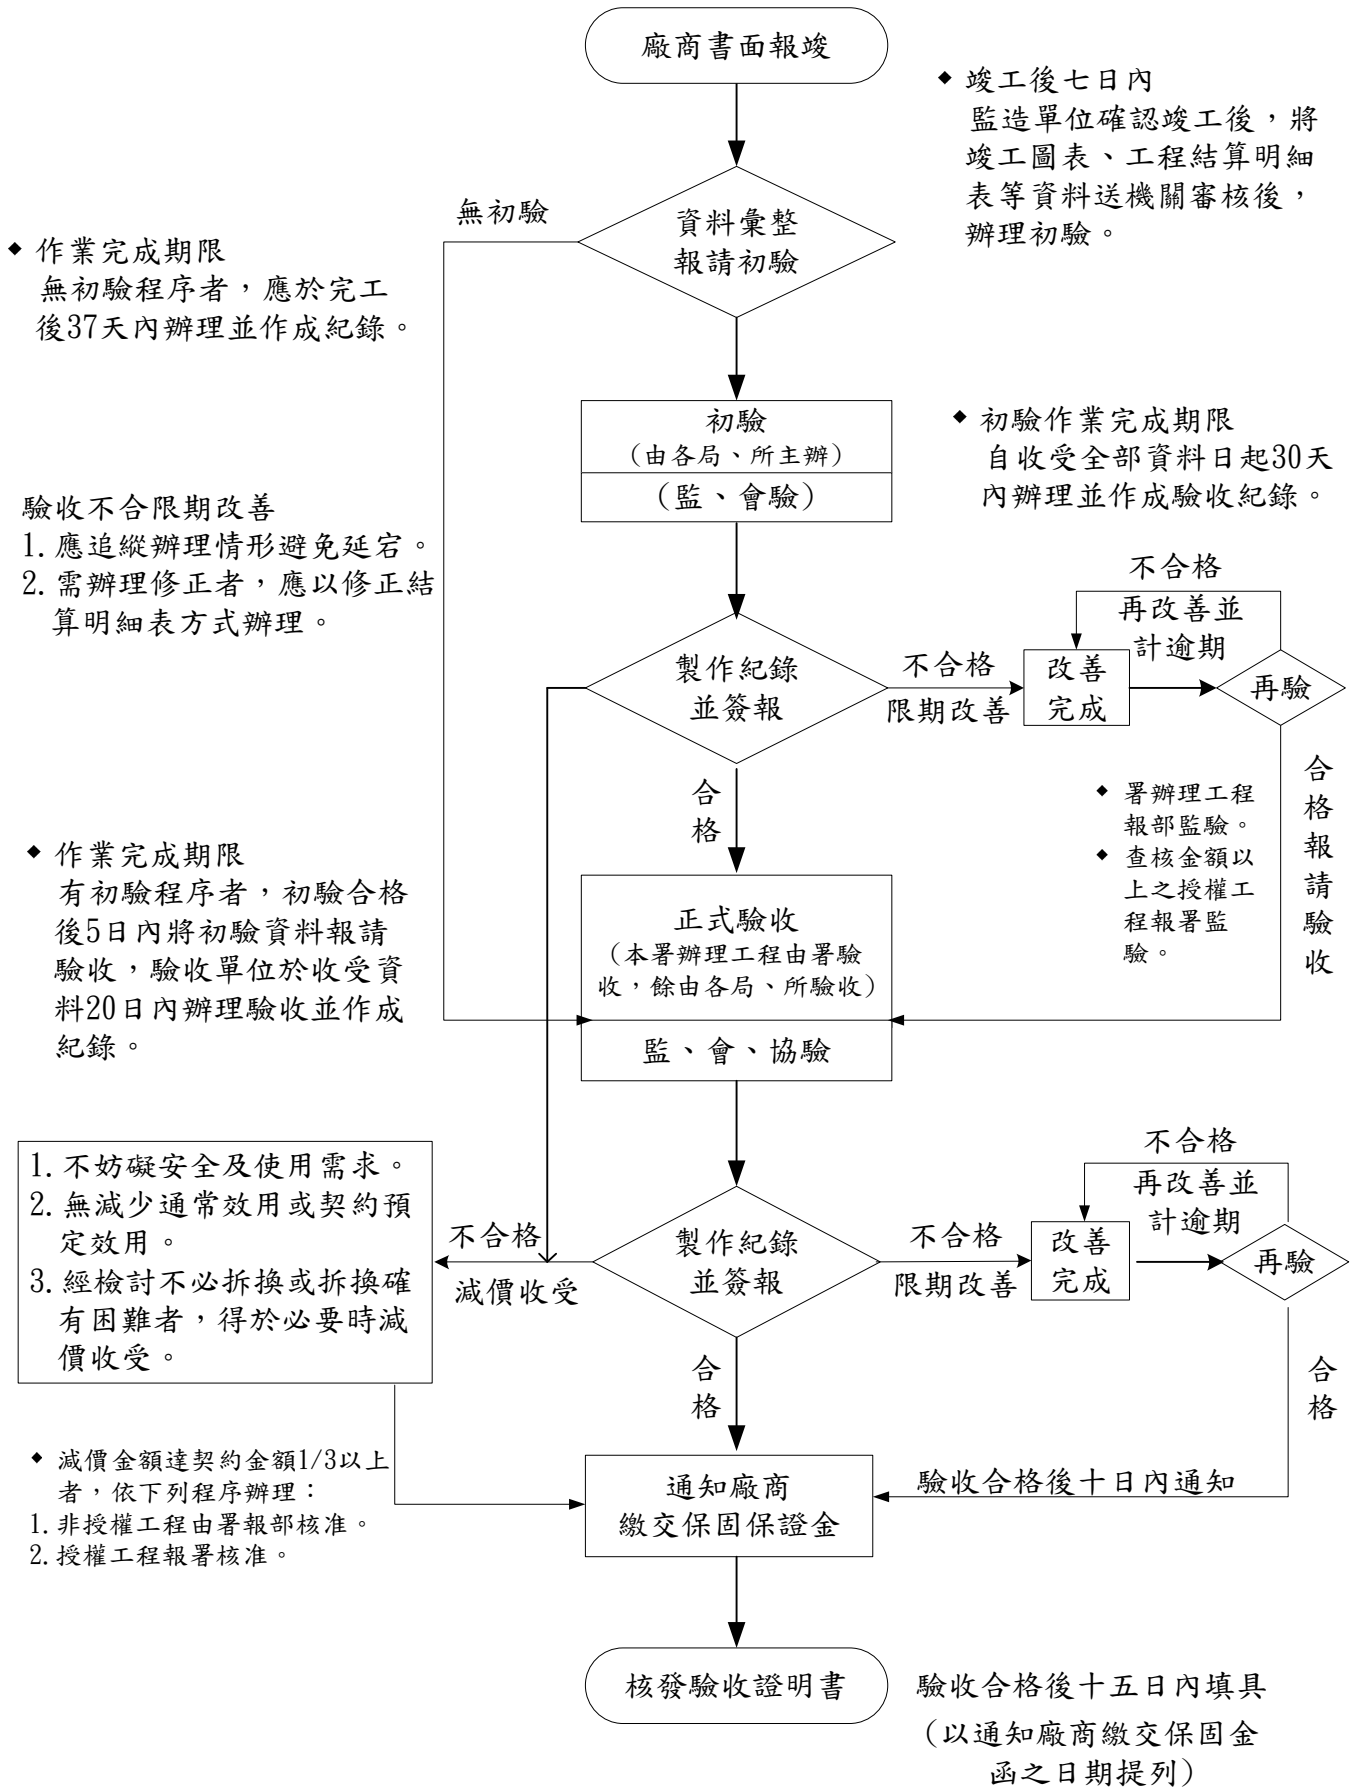 廠商書面報竣
◆ 竣工後七日內
監造單位確認竣工後，將
竣工圖表、工程結算明細
表等資料送機關審核後，
辦理初驗。
無初驗
資料彙整
報請初驗
◆ 作業完成期限
無初驗程序者，應於完工
後37天內辦理並作成紀錄。
初驗
（由各局、所主辦）
（監、會驗）
◆ 初驗作業完成期限
自收受全部資料日起30天
內辦理並作成驗收紀錄。
驗收不合限期改善
1. 應追縱辦理情形避免延宕。
2. 需辦理修正者，應以修正結
算明細表方式辦理。
不合格
再改善並
計逾期
製作紀錄
並簽報
不合格
限期改善
改善
完成
再驗
合格
合格報請驗收
◆ 署辦理工程
報部監驗。
◆ 查核金額以
上之授權工
程報署監
驗。
◆ 作業完成期限
有初驗程序者，初驗合格
後5日內將初驗資料報請
驗收，驗收單位於收受資
料20日內辦理驗收並作成
紀錄。
正式驗收
（本署辦理工程由署驗
收，餘由各局、所驗收）
監、會、協驗
1. 不妨礙安全及使用需求。
2. 無減少通常效用或契約預
定效用。
3. 經檢討不必拆換或拆換確
有困難者，得於必要時減
價收受。
不合格
減價收受
製作紀錄
並簽報
不合格
限期改善
不合格
再改善並
計逾期
改善
完成
再驗
合格
合格
◆ 減價金額達契約金額1/3以上
者，依下列程序辦理：
1. 非授權工程由署報部核准。
2. 授權工程報署核准。
通知廠商
繳交保固保證金
驗收合格後十日內通知
核發驗收證明書
驗收合格後十五日內填具
（以通知廠商繳交保固金
函之日期提列）